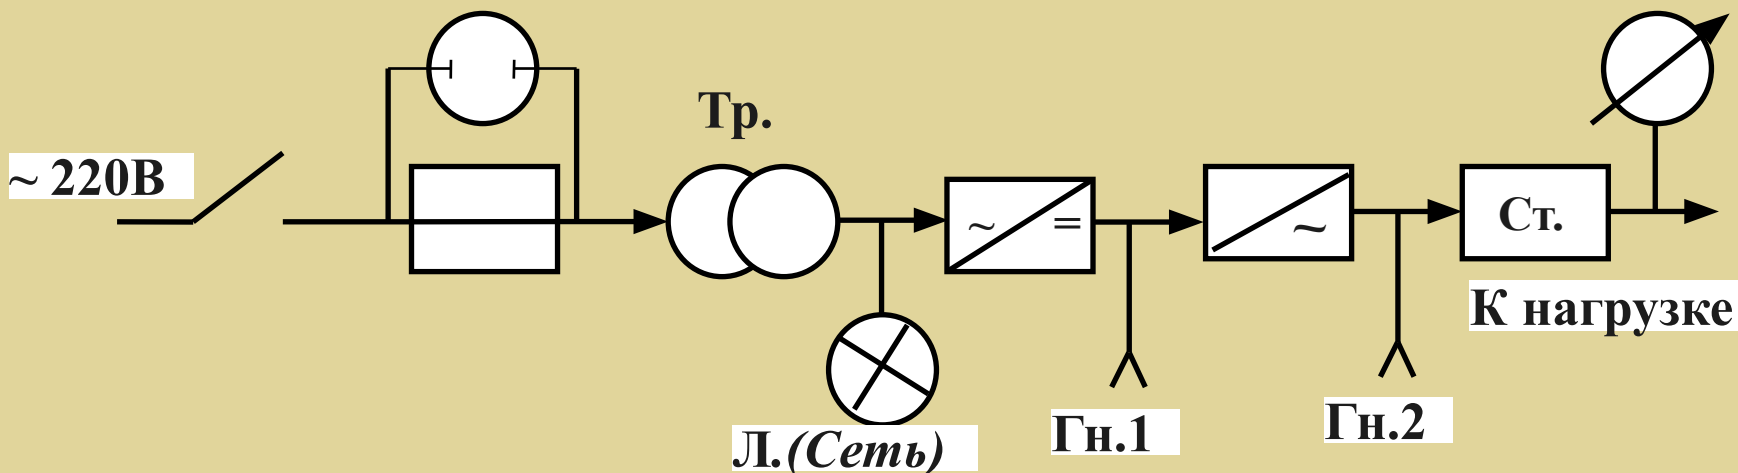 Тр.
~ 220В
~ =
~
Ст.
К нагрузке
Л.(Сеть)
Гн.1
Гн.2